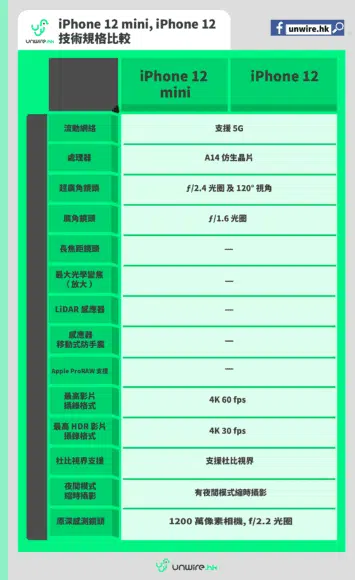 iPhone 12 mini, iPhone 12
技術規格比較
unwire.hk
f unwire.hk
iPhone 12
mini
iPhone 12
流動網絡
支援 5G
處理器
A14 仿生晶片
超廣角鏡頭
ƒ/2.4 光圈 及 120° 視角
廣角鏡頭
ƒ/1.6 光圈
長焦距鏡頭
—
最大光學變焦
（放大）
—
LiDAR 感應器
—
感應器
移動式防手震
—
Apple ProRAW 支援
—
最高影片
攝錄格式
4K 60 fps
最高 HDR 影片
攝錄格式
4K 30 fps
杜比視界支援
支援杜比視界
夜間模式
縮時攝影
有夜間模式縮時攝影
原深感測鏡頭
1200 萬像素相機, f/2.2 光圈
unwire.hk